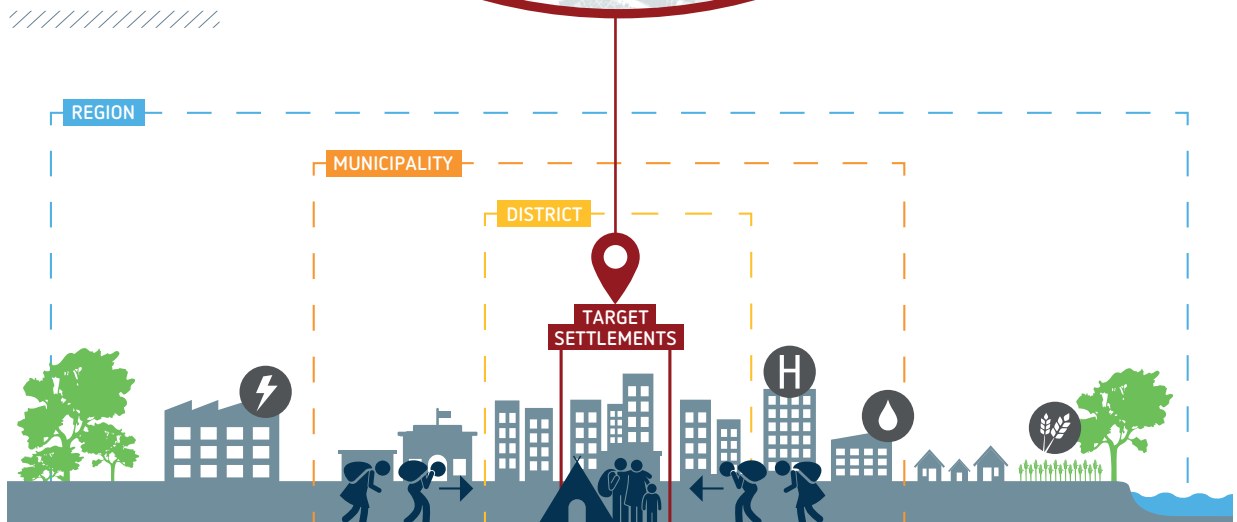 REGION
MUNICIPALITY
DISTRICT
TARGET
SETTLEMENTS
H